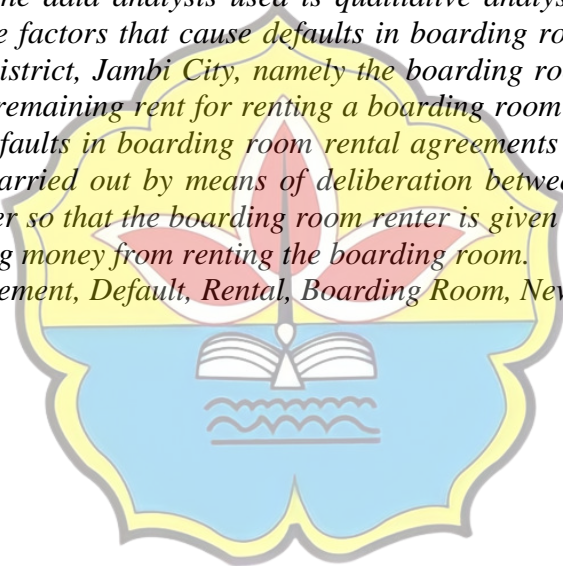 he data analysis used is qualitative analys
e factors that cause defaults in boarding ro
istrict, Jambi City, namely the boarding ro
remaining rent for renting a boarding room
faults in boarding room rental agreements
arried out by means of deliberation betwe
er so that the boarding room renter is given
g money from renting the boarding room.
ement, Default, Rental, Boarding Room, Nev